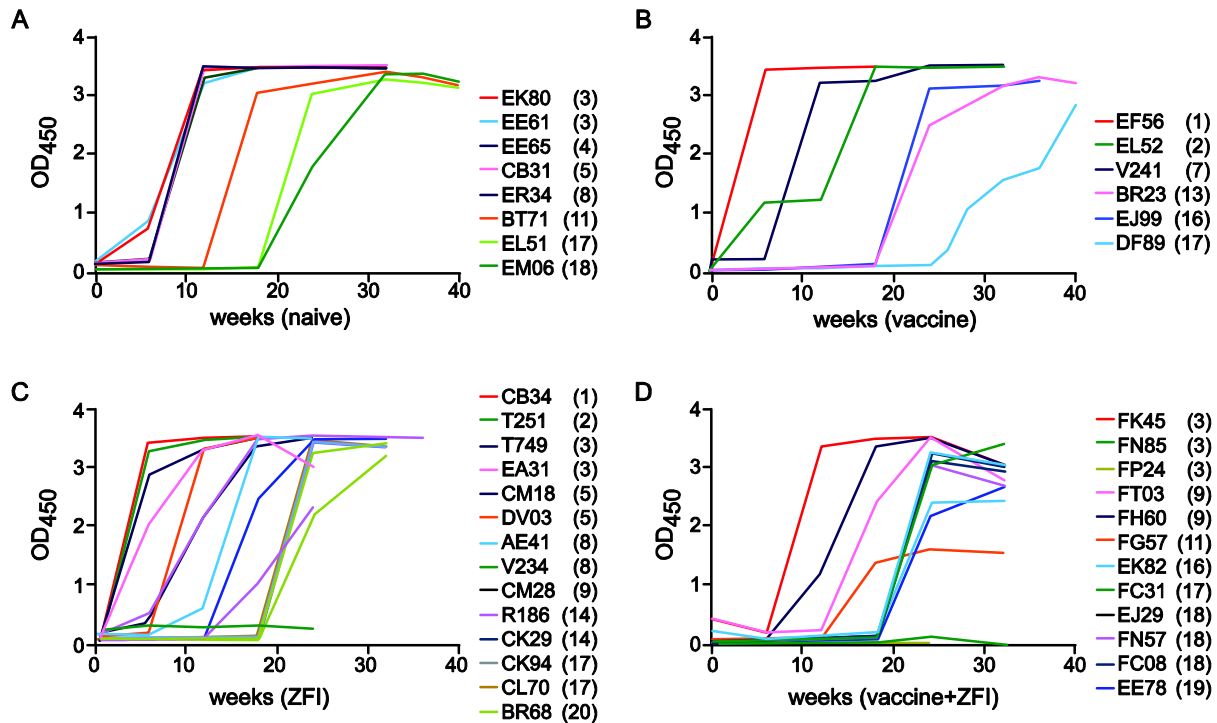 A
OD450
4
3
2
1
0
0 10 20 30 40
weeks (naive)
EK80 (3)
EE61 (3)
EE65 (4)
CB31 (5)
ER34 (8)
BT71 (11)
EL51 (17)
EM06 (18)
B
OD450
4
3
2
1
0
0 10 20 30 40
weeks (vaccine)
EF56 (1)
EL52 (2)
V241 (7)
BR23 (13)
EJ99 (16)
DF89 (17)
C
OD450
4
3
2
1
0
0 10 20 30 40
weeks (ZFI)
CB34 (1)
T251 (2)
T749 (3)
EA31 (3)
CM18 (5)
DV03 (5)
AE41 (8)
V234 (8)
CM28 (9)
R186 (14)
CK29 (14)
CK94 (17)
CL70 (17)
BR68 (20)
D
OD450
4
3
2
1
0
0 10 20 30 40
weeks (vaccine+ZFI)
FK45 (3)
FN85 (3)
FP24 (3)
FT03 (9)
FH60 (9)
FG57 (11)
EK82 (16)
FC31 (17)
EJ29 (18)
FN57 (18)
FC08 (18)
EE78 (19)